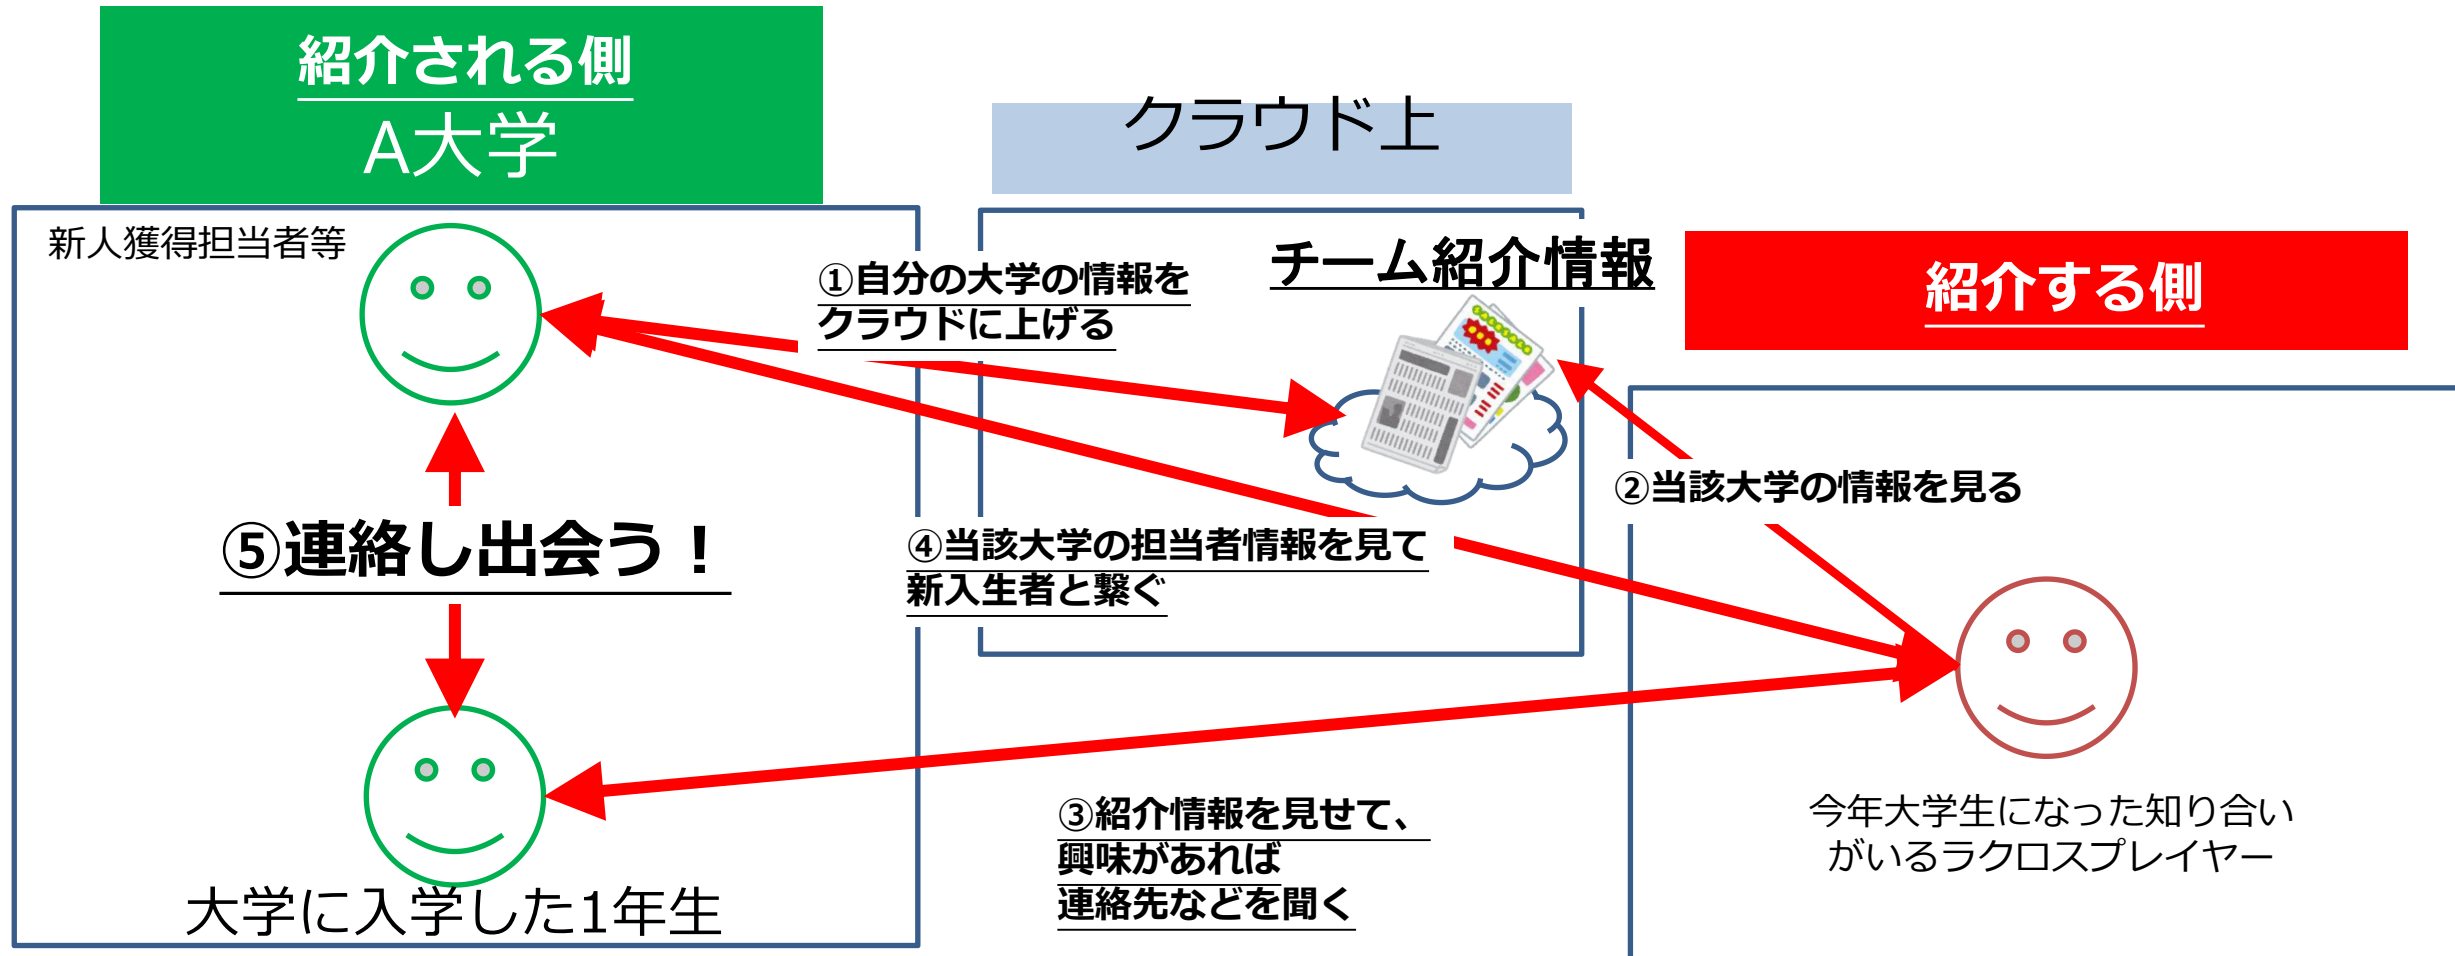 紹介される側
A大学
クラウド上
新人獲得担当者等
チーム紹介情報
①自分の大学の情報を
クラウドに上げる
紹介する側
②当該大学の情報を見る
⑤連絡し出会う！
④当該大学の担当者情報を見て
新入生者と繋ぐ
③紹介情報を見せて、
興味があれば
連絡先などを聞く
今年大学生になった知り合い
がいるラクロスプレイヤー
大学に入学した1年生